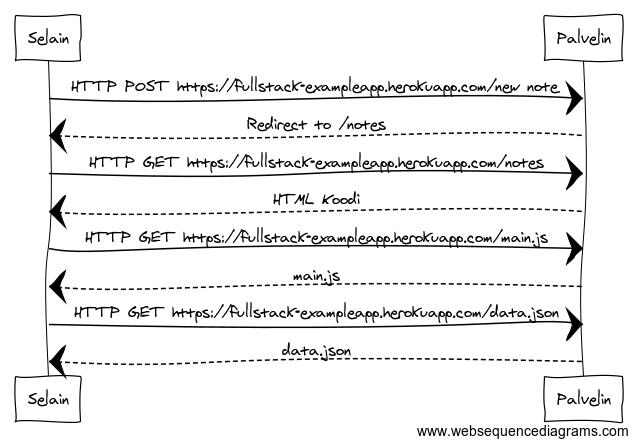 Selain
Palvelin
HTTP POST https://fullstack-exampleapp.herokuapp.com/new note
Redirect to /notes
HTTP GET https://fullstack-exampleapp.herokuapp.com/notes
HTML Koodi
HTTP GET https://fullstack-exampleapp.herokuapp.com/main.js
main.js
HTTP GET https://fullstack-exampleapp.herokuapp.com/data.json
data.json
Selain
Palvelin
www.websequencediagrams.com